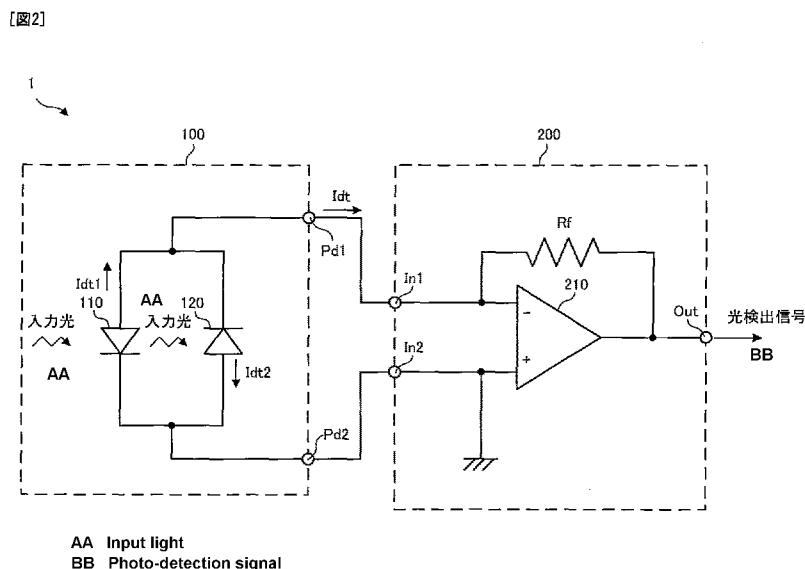 [図2]
1
100
200
Idt
Pd1
Rf
Idt1
110
AA
120
In1
210
入力光
入力光
-
Out
光検出信号
AA
In2
+
BB
Idt2
Pd2
AA Input light
BB Photo-detection signal